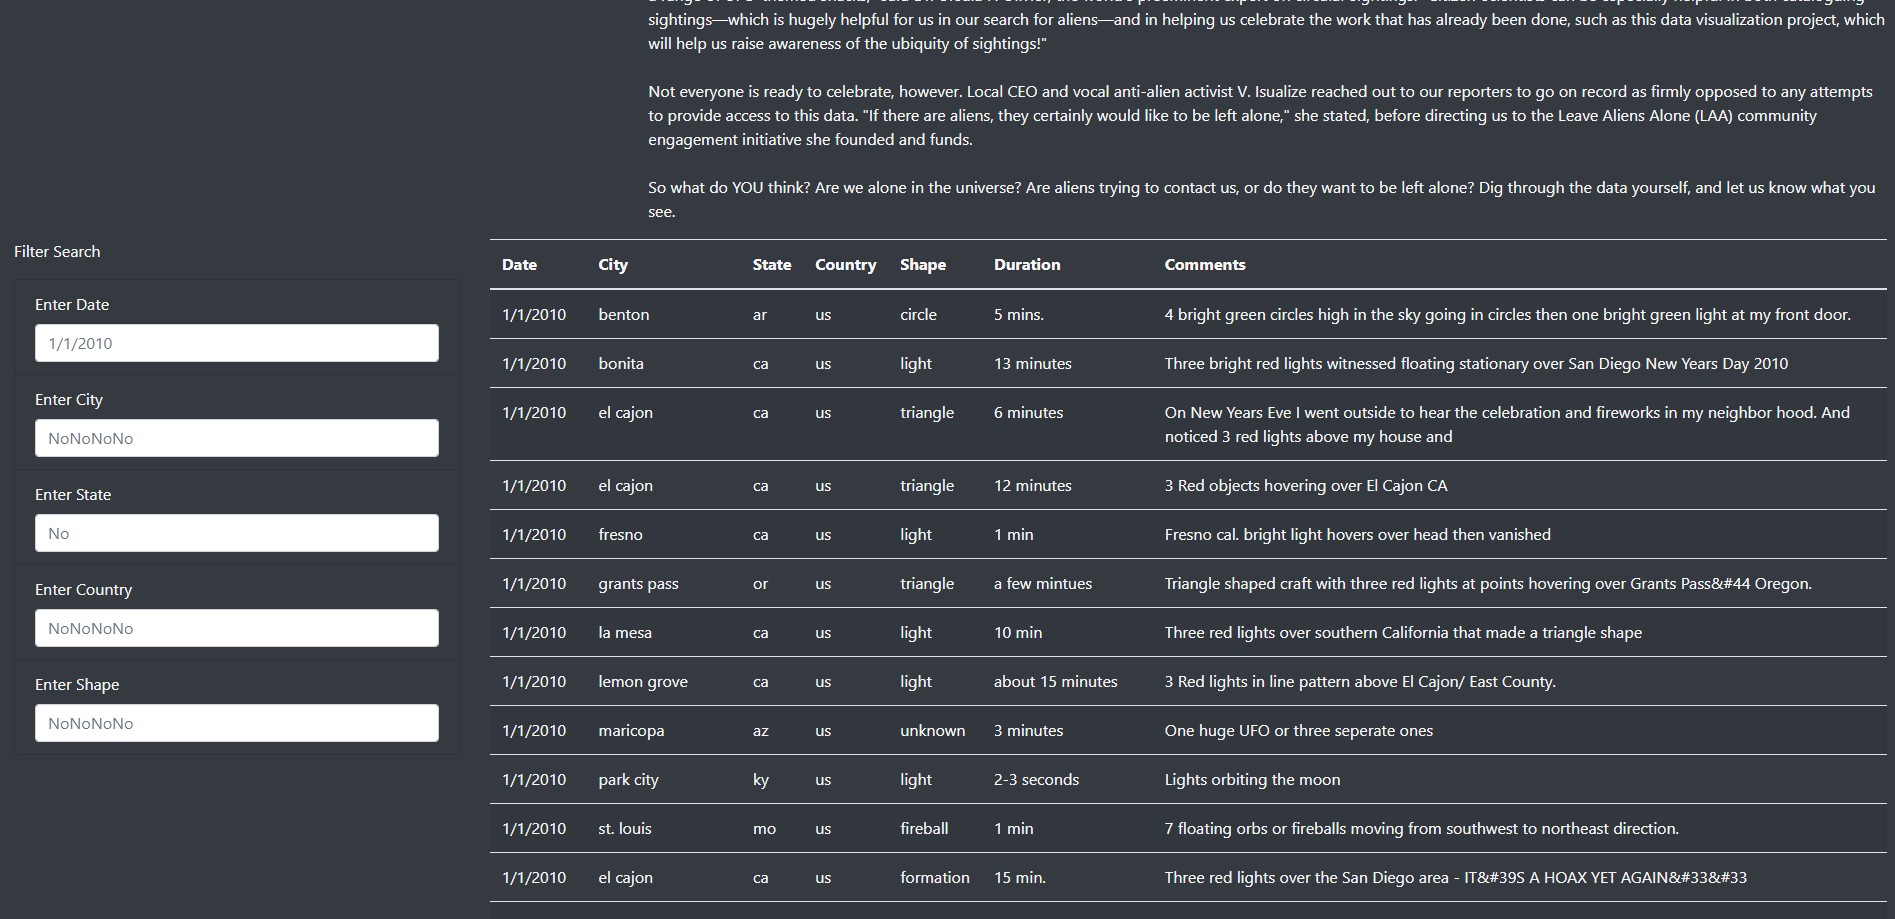 sightings—which is hugely helpful for us in our search for aliens—and in helping us celebrate the work that has already been done, such as this data visualization project, which
will help us raise awareness of the ubiquity of sightings!"
Not everyone is ready to celebrate, however. Local CEO and vocal anti-alien activist V. Isualize reached out to our reporters to go on record as firmly opposed to any attempts
to provide access to this data. "If there are aliens, they certainly would like to be left alone," she stated, before directing us to the Leave Aliens Alone (LAA) community
engagement initiative she founded and funds.
So what do YOU think? Are we alone in the universe? Are aliens trying to contact us, or do they want to be left alone? Dig through the data yourself, and let us know what you
see.
Filter Search
Enter Date
1/1/2010
Enter City
NoNoNoNo
Enter State
No
Enter Country
NoNoNoNo
Enter Shape
NoNoNoNo
Date City State Country Shape Duration Comments
1/1/2010 benton ar us circle 5 mins. 4 bright green circles high in the sky going in circles then one bright green light at my front door.
1/1/2010 bonita ca us light 13 minutes Three bright red lights witnessed floating stationary over San Diego New Years Day 2010
1/1/2010 el cajon ca us triangle 6 minutes On New Years Eve I went outside to hear the celebration and fireworks in my neighbor hood. And
noticed 3 red lights above my house and
1/1/2010 el cajon ca us triangle 12 minutes 3 Red objects hovering over El Cajon CA
1/1/2010 fresno ca us light 1 min Fresno cal. bright light hovers over head then vanished
1/1/2010 grants pass or us triangle a few mintues Triangle shaped craft with three red lights at points hovering over Grants Pass&#44 Oregon.
1/1/2010 la mesa ca us light 10 min Three red lights over southern California that made a triangle shape
1/1/2010 lemon grove ca us light about 15 minutes 3 Red lights in line pattern above El Cajon/ East County.
1/1/2010 maricopa az us unknown 3 minutes One huge UFO or three seperate ones
1/1/2010 park city ky us light 2-3 seconds Lights orbiting the moon
1/1/2010 st. louis mo us fireball 1 min 7 floating orbs or fireballs moving from southwest to northeast direction.
1/1/2010 el cajon ca us formation 15 min. Three red lights over the San Diego area - IT&#39S A HOAX YET AGAIN&#33&#33